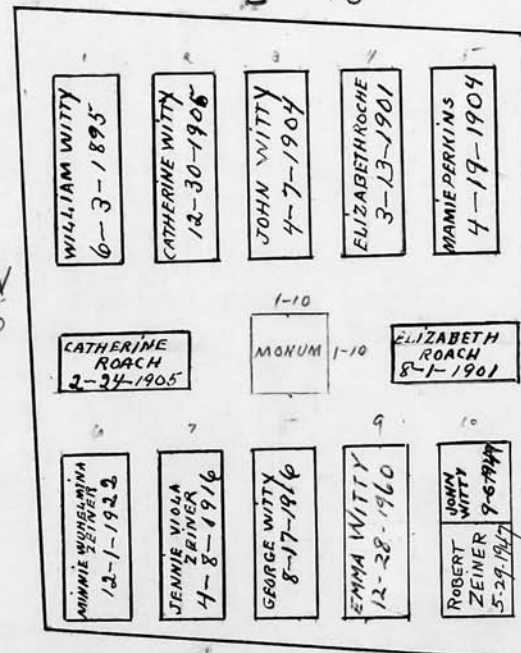 1
2
3
4
5
WILLIAM WITTY
6-3-1895
CATHERINE WITTY
12-30-1906
JOHN WITTY
4-7-1904
ELIZABETH ROCHE
3-13-1901
MAMIE PERKINS
4-19-1904
CATHERINE
ROACH
2-24-1905
1-10
MONUM
1-10
ELIZABETH
ROACH
8-1-1901
6
7
9
10
MINNIE WUHELMINA
ZEINER
12-1-1922
JENNIE VIOLA
ZEINER
4-8-1916
GEORGE WITTY
8-17-1916
EMMA WITTY
12-28-1960
JOHN
WITTY
ROBERT
ZEINER
5-29-1947